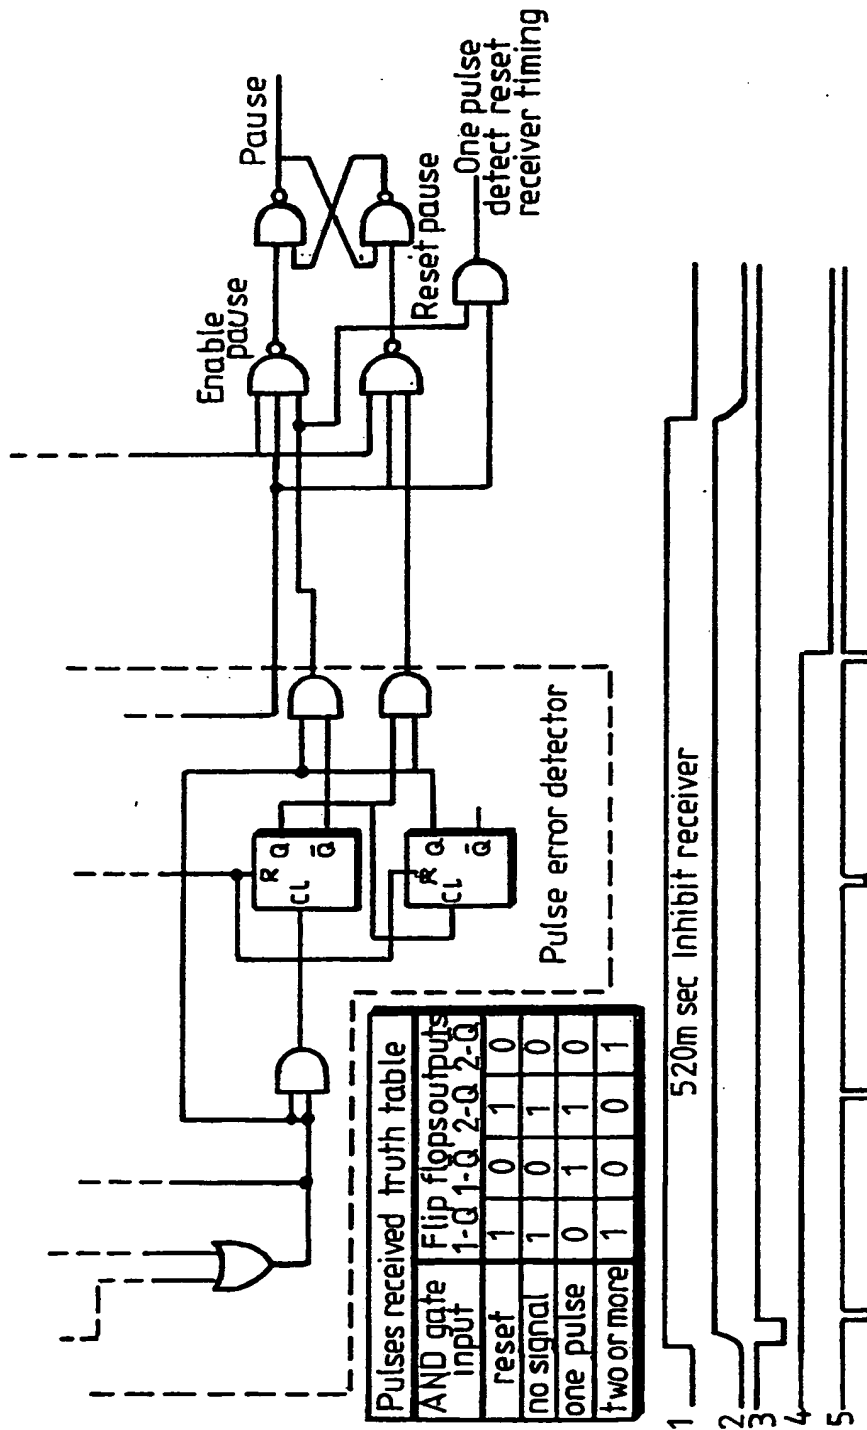 Enable
pause
Pause
Reset pause
One pulse
detect reset
receiver timing
R
Q
CL
Q̅
R
Q
CL
Q̅
Pulse error detector
Pulses received truth table
AND gate input Flip flops outputs
1-Q 1-Q 2-Q 2-Q
reset 1 0 1 0
no signal 1 0 1 0
one pulse 0 1 1 0
two or more 1 0 0 1
520m sec Inhibit receiver
1
2
3
4
5